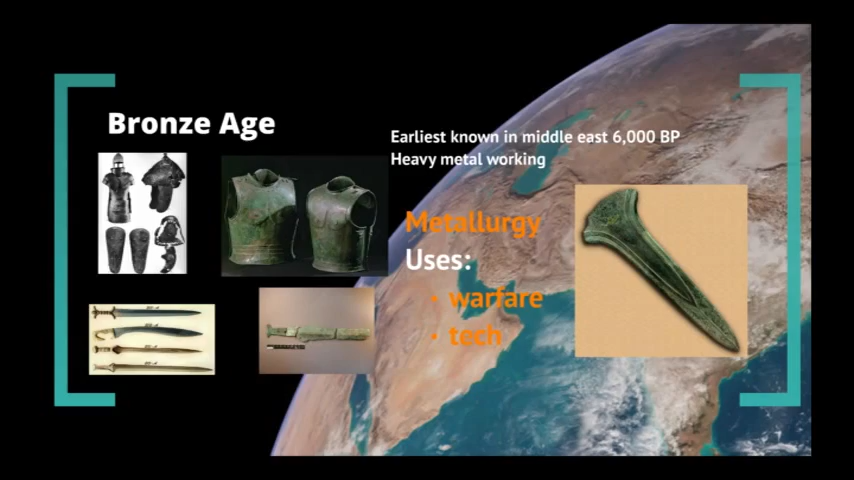 Bronze Age
Earliest known in middle east 6,000 BP
Heavy metal working
Metallurgy
Uses:
• warfare
• tech